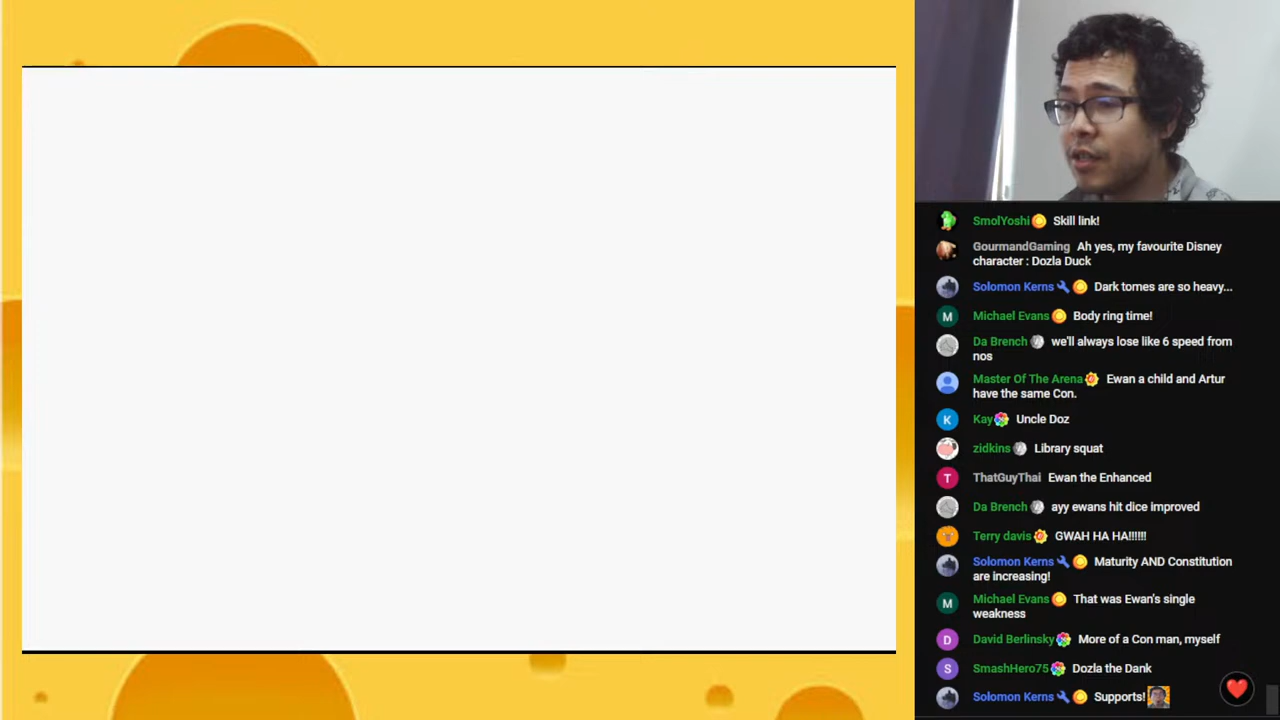 SmolYoshi Skill link!
GourmandGaming Ah yes, my favourite Disney
character : Dozla Duck
Solomon Kerns Dark tomes are so heavy...
M Michael Evans Body ring time!
Da Brench we'll always lose like 6 speed from
nos
Master Of The Arena Ewan a child and Artur
have the same Con.
K Kay Uncle Doz
zidkins Library squat
T ThatGuyThai Ewan the Enhanced
Da Brench ayy ewans hit dice improved
Terry davis GWAH HA HA!!!!!!
Solomon Kerns Maturity AND Constitution
are increasing!
M Michael Evans That was Ewan's single
weakness
D David Berlinsky More of a Con man, myself
S SmashHero75 Dozla the Dank
Solomon Kerns Supports!